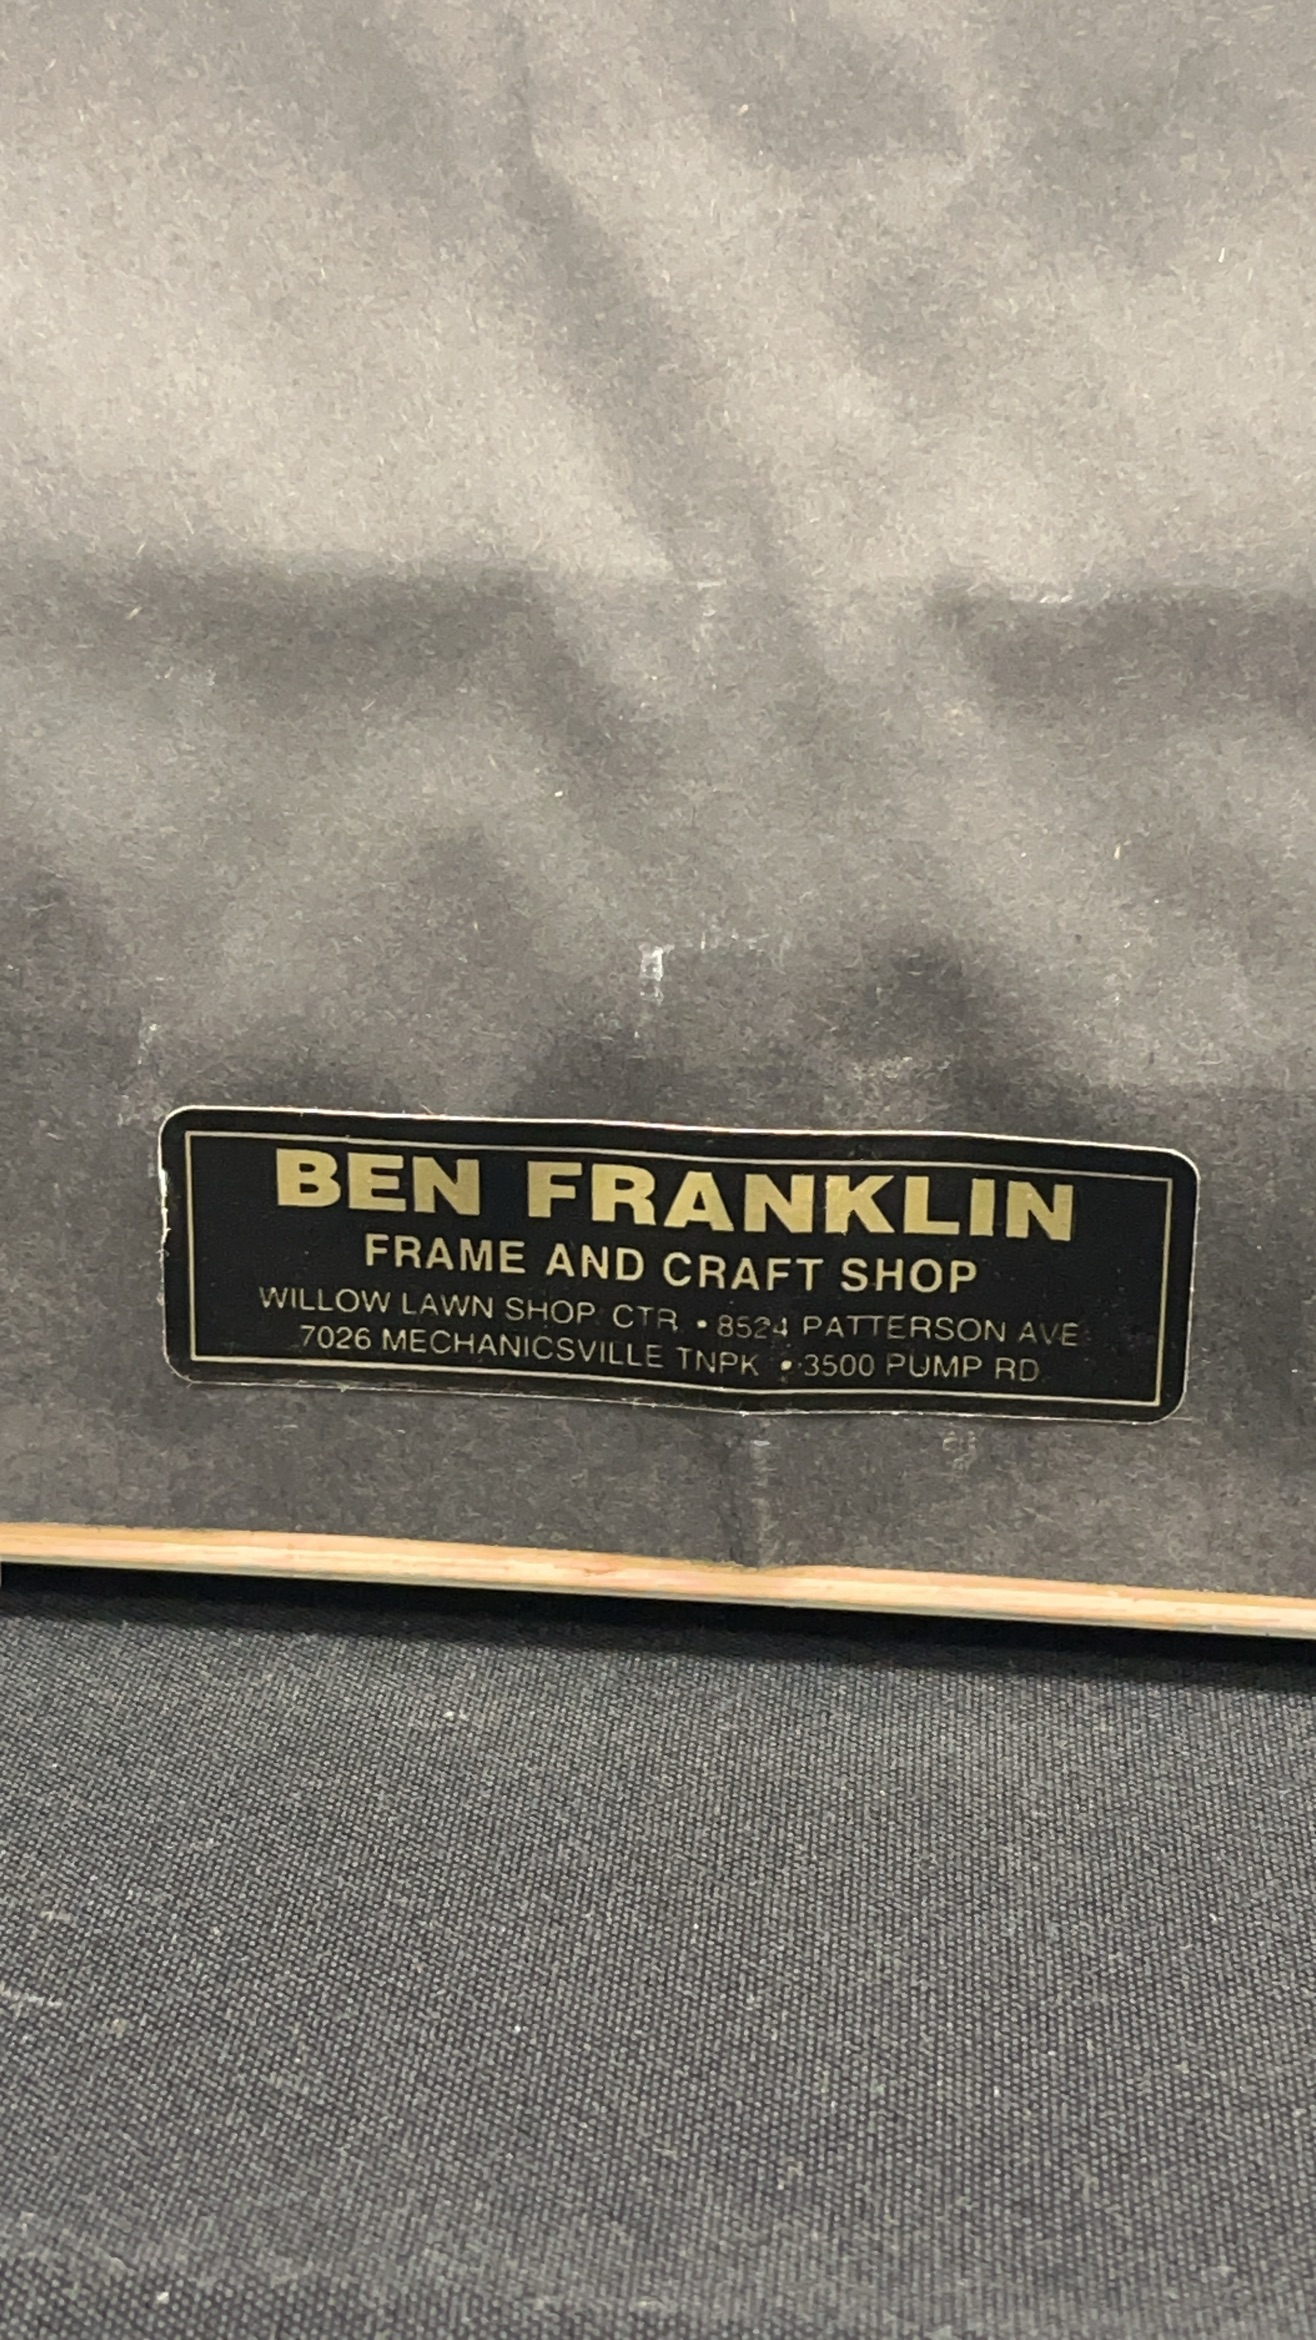 BEN FRANKLIN
FRAME AND CRAFT SHOP
WILLOW LAWN SHOP. CTR. • 8524 PATTERSON AVE.
7026 MECHANICSVILLE TNPK • 3500 PUMP RD.